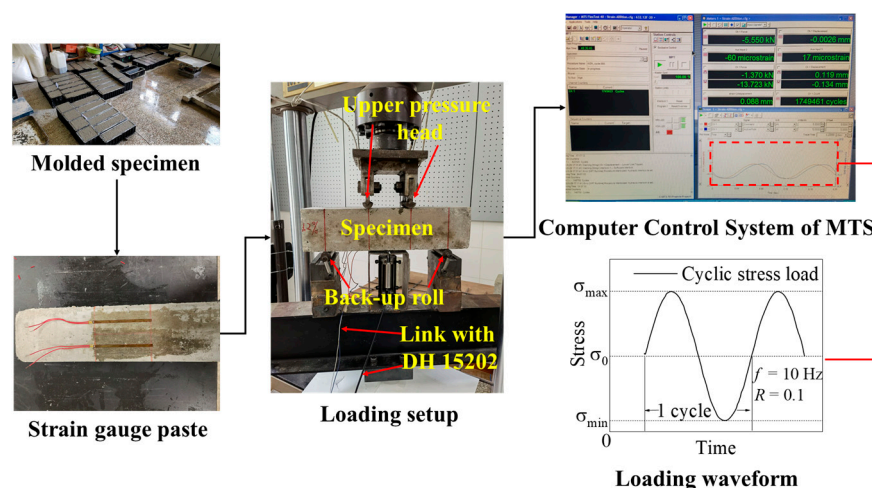 Molded specimen
Strain gauge paste
Upper pressure
head
Specimen
Back-up roll
Link with
DH 15202
Loading setup
-5.550 kN
-0.0026 mm
-60 microstrain
17 microstrain
-1.370 kN
0.119 mm
-13.723 kN
-0.134 mm
0.088 mm
1749461 cycles
Computer Control System of MTS
Cyclic stress load
σmax
σ0
σmin
0
Stress
f = 10 Hz
R = 0.1
1 cycle
Time
Loading waveform